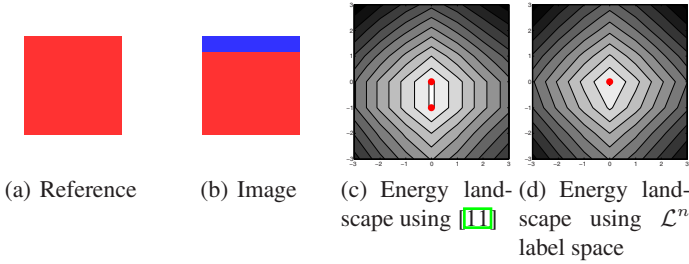 3
2
1
0
−1
−2
−3
−3 −2 −1 0 1 2 3
3
2
1
0
−1
−2
−3
−3 −2 −1 0 1 2 3
(a) Reference
(b) Image
(c) Energy land-
scape using [11]
(d) Energy land-
scape using 𝓛ⁿ
label space